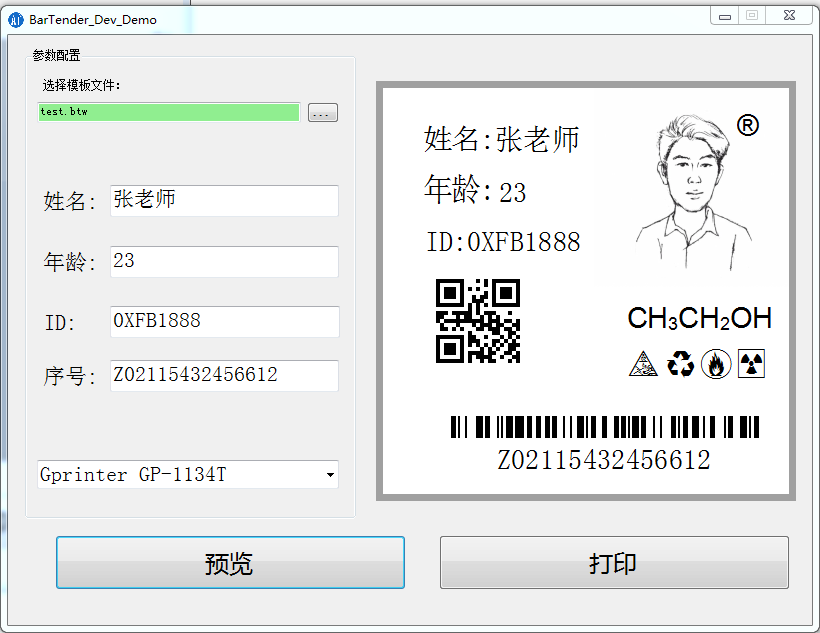 BarTender_Dev_Demo
参数配置
选择模板文件:
test.btw
...
姓名: 张老师
年龄: 23
ID: 0XFB1888
序号: Z02115432456612
Gprinter GP-1134T
预览
姓名:张老师
®
年龄: 23
ID:0XFB1888
CH₃CH₂OH
Z02115432456612
打印